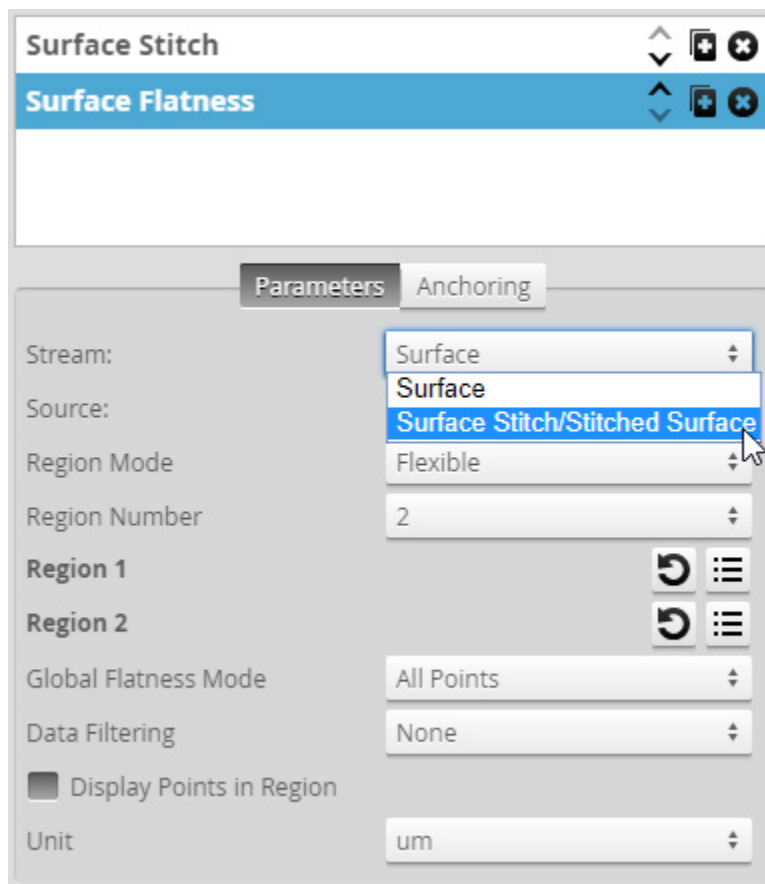 Surface Stitch
Surface Flatness
Parameters Anchoring
Stream: Surface
Surface
Source:
Surface Stitch/Stitched Surface
Region Mode Flexible
Region Number 2
Region 1
Region 2
Global Flatness Mode All Points
Data Filtering None
Display Points in Region
Unit um